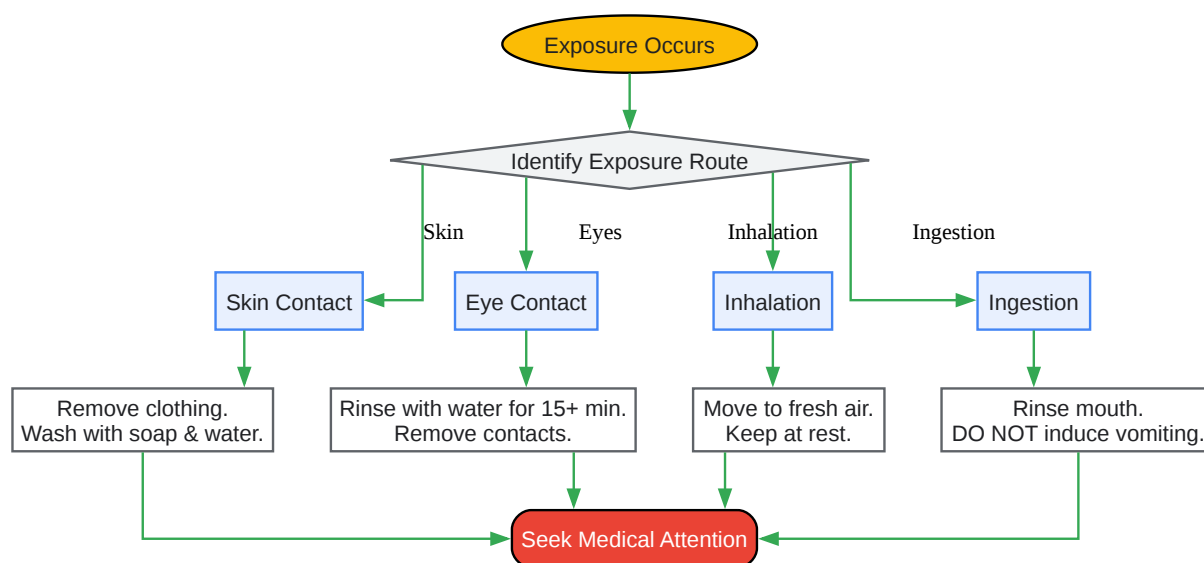 Exposure Occurs
Identify Exposure Route
Skin
Eyes
Inhalation
Ingestion
Skin Contact
Eye Contact
Inhalation
Ingestion
Remove clothing.
Wash with soap & water.
Rinse with water for 15+ min.
Remove contacts.
Move to fresh air.
Keep at rest.
Rinse mouth.
DO NOT induce vomiting.
Seek Medical Attention